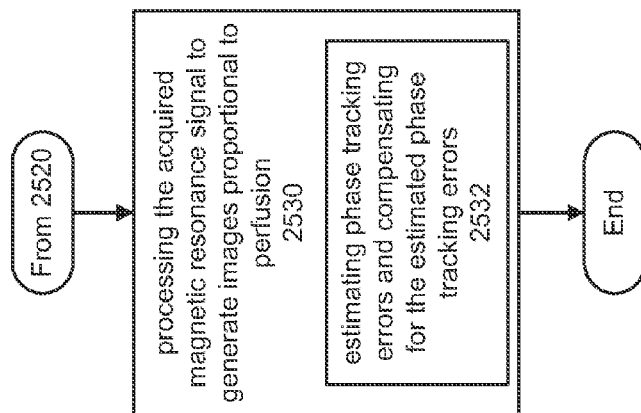 From 2520
processing the acquired
magnetic resonance signal to
generate images proportional to
perfusion
2530
estimating phase tracking
errors and compensating
for the estimated phase
tracking errors
2532
End